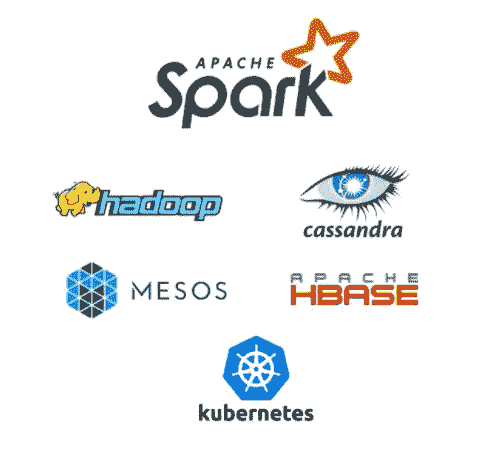 APACHE
Spark
hadoop
cassandra
MESOS
APACHE
HBASE
kubernetes